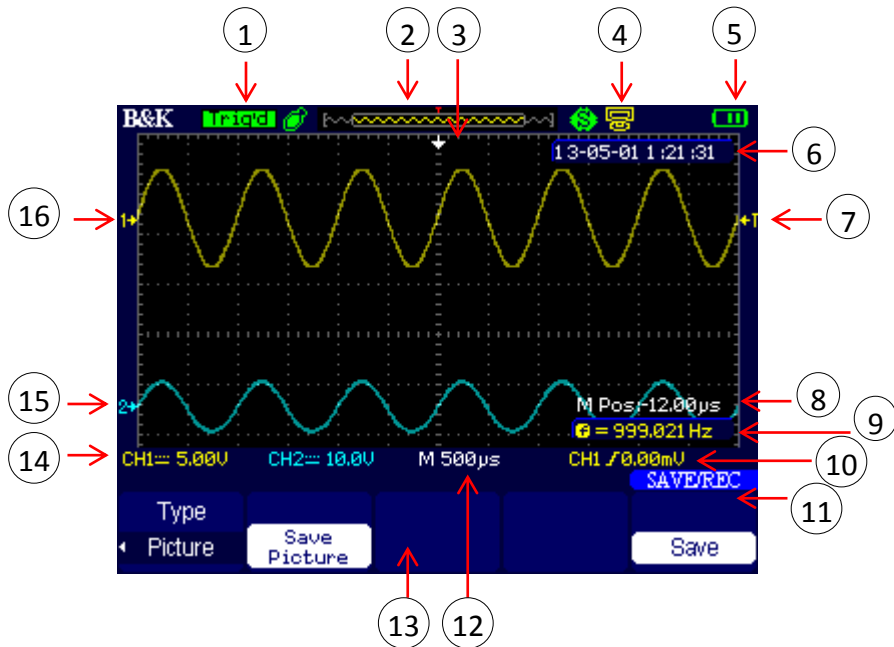 1 2 3 4 5
B&K Trig'd T S
13-05-01 1:21:31 6
16 1 T 7
15 2 M Pos:-12.00µs 8
f = 999.021Hz 9
14 CH1 5.00V CH2 10.0V M 500µs CH1 0.00mV 10
SAVE/REC 11
Type
Picture Save Picture Save
13 12